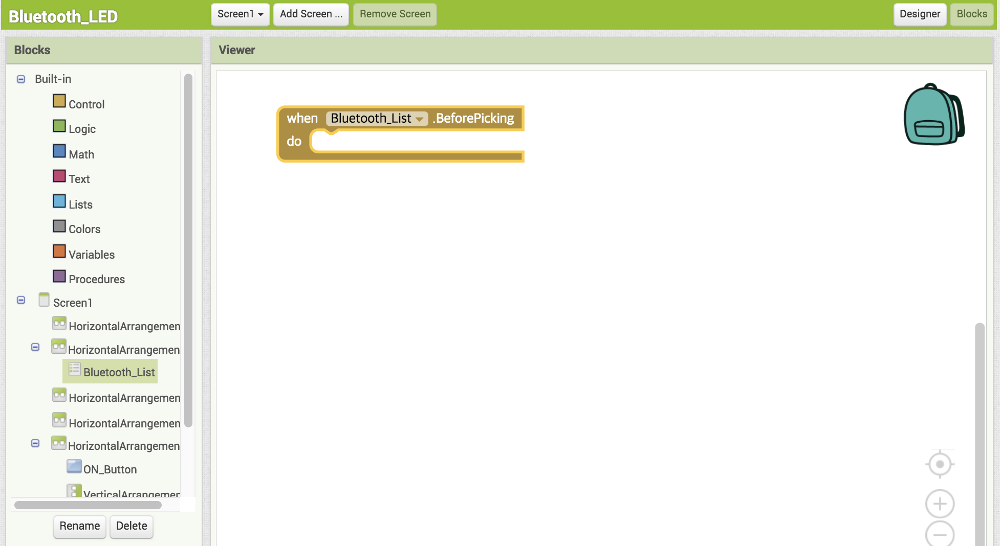 Bluetooth_LED
Screen1
Add Screen ...
Remove Screen
Designer
Blocks
Blocks
Built-in
Control
Logic
Math
Text
Lists
Colors
Variables
Procedures
Screen1
HorizontalArrangemen
HorizontalArrangemen
Bluetooth_List
HorizontalArrangemen
HorizontalArrangemen
HorizontalArrangemen
ON_Button
VerticalArrangemen
Rename
Delete
Viewer
when Bluetooth_List .BeforePicking
do